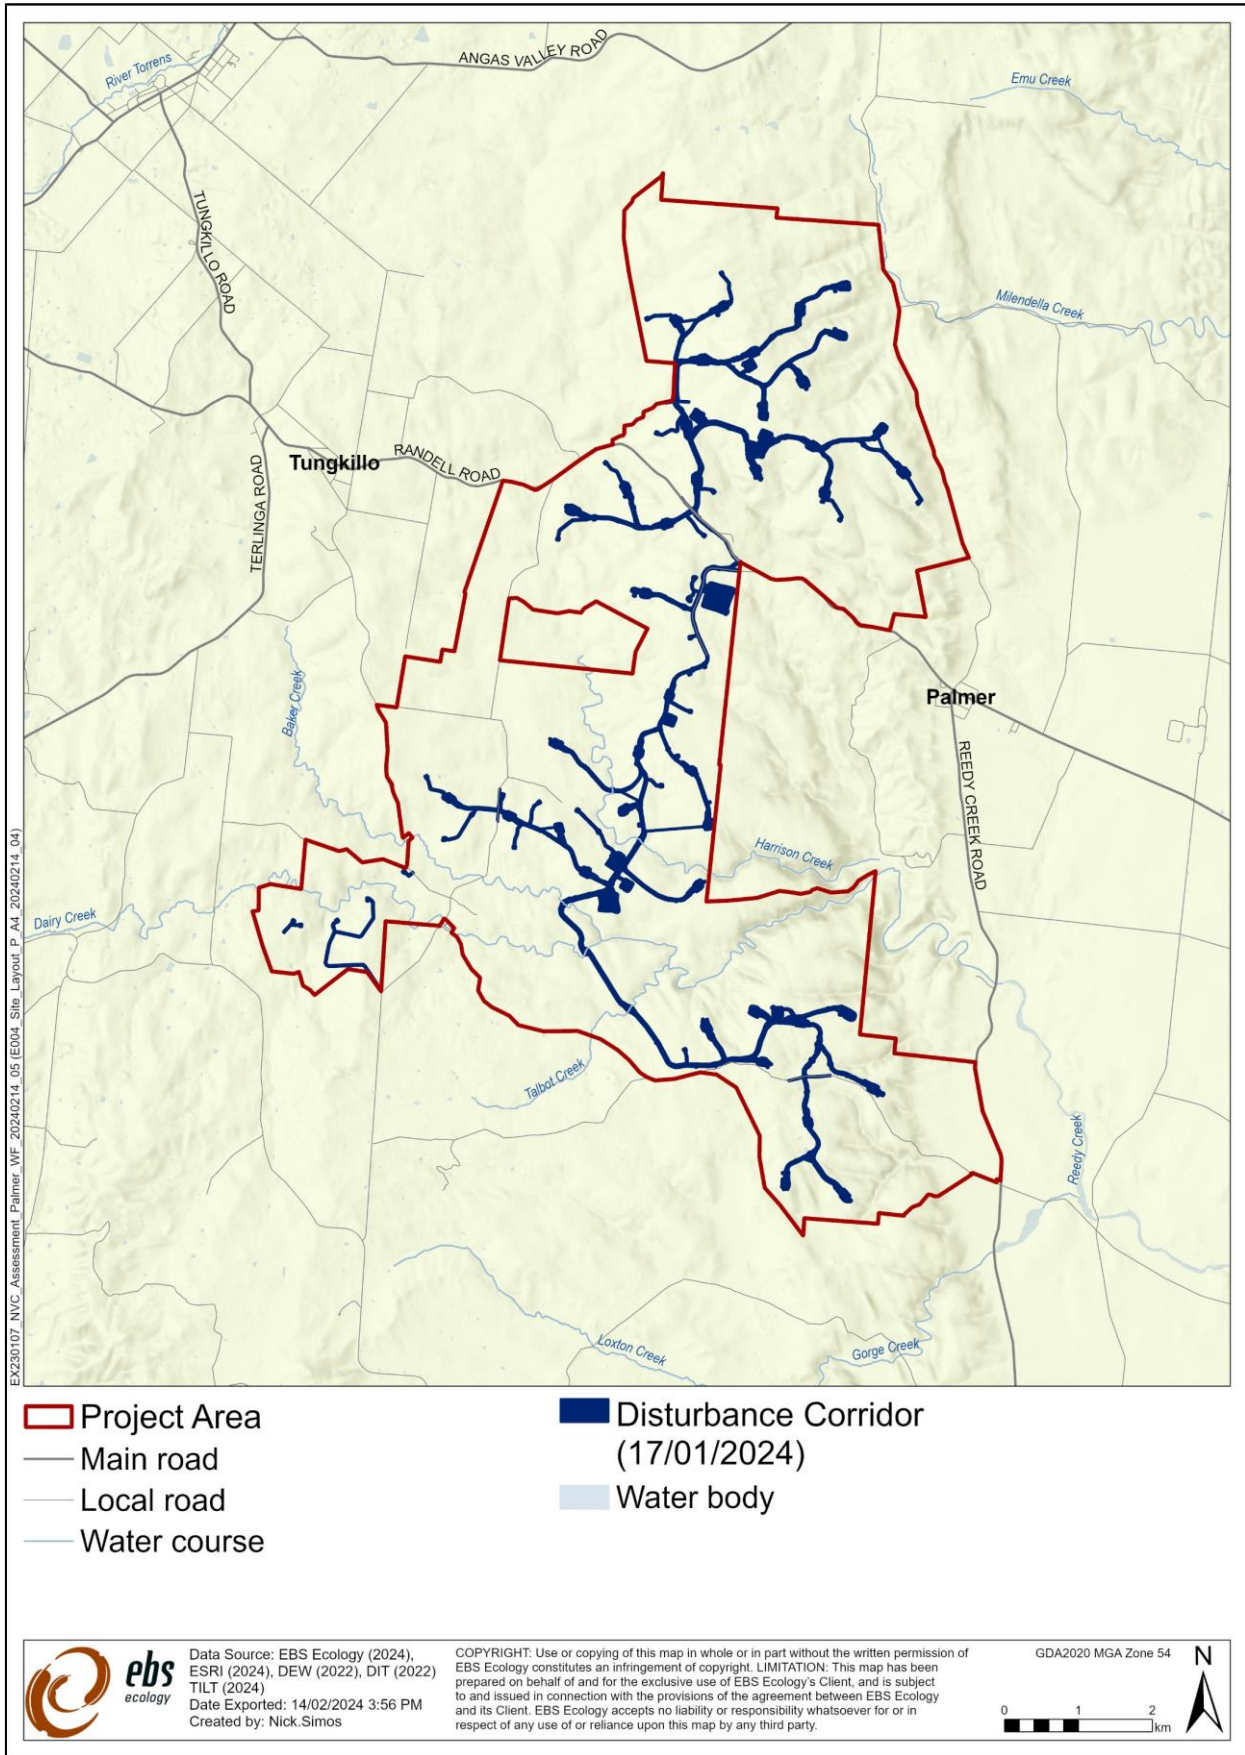 ANGAS VALLEY ROAD
River Torrens
Emu Creek
TUNGKILLO ROAD
Milendella Creek
Tungkillo
RANDELL ROAD
TERLINGA ROAD
Baker Creek
Palmer
REEDY CREEK ROAD
Harrison Creek
Dairy Creek
Talbot Creek
Reedy Creek
Loxton Creek
Gorge Creek
EX230107_NVC_Assessment_Palmer_WF_20240214_05 (E004_Site_Layout_P_A4_20240214_04)
Project Area
Main road
Local road
Water course
Disturbance Corridor
(17/01/2024)
Water body
ebs
ecology
Data Source: EBS Ecology (2024),
ESRI (2024), DEW (2022), DIT (2022)
TILT (2024)
Date Exported: 14/02/2024 3:56 PM
Created by: Nick.Simos
COPYRIGHT: Use or copying of this map in whole or in part without the written permission of
EBS Ecology constitutes an infringement of copyright. LIMITATION: This map has been
prepared on behalf of and for the exclusive use of EBS Ecology's Client, and is subject
to and issued in connection with the provisions of the agreement between EBS Ecology
and its Client. EBS Ecology accepts no liability or responsibility whatsoever for or in
respect of any use of or reliance upon this map by any third party.
GDA2020 MGA Zone 54
N
0 1 2
km